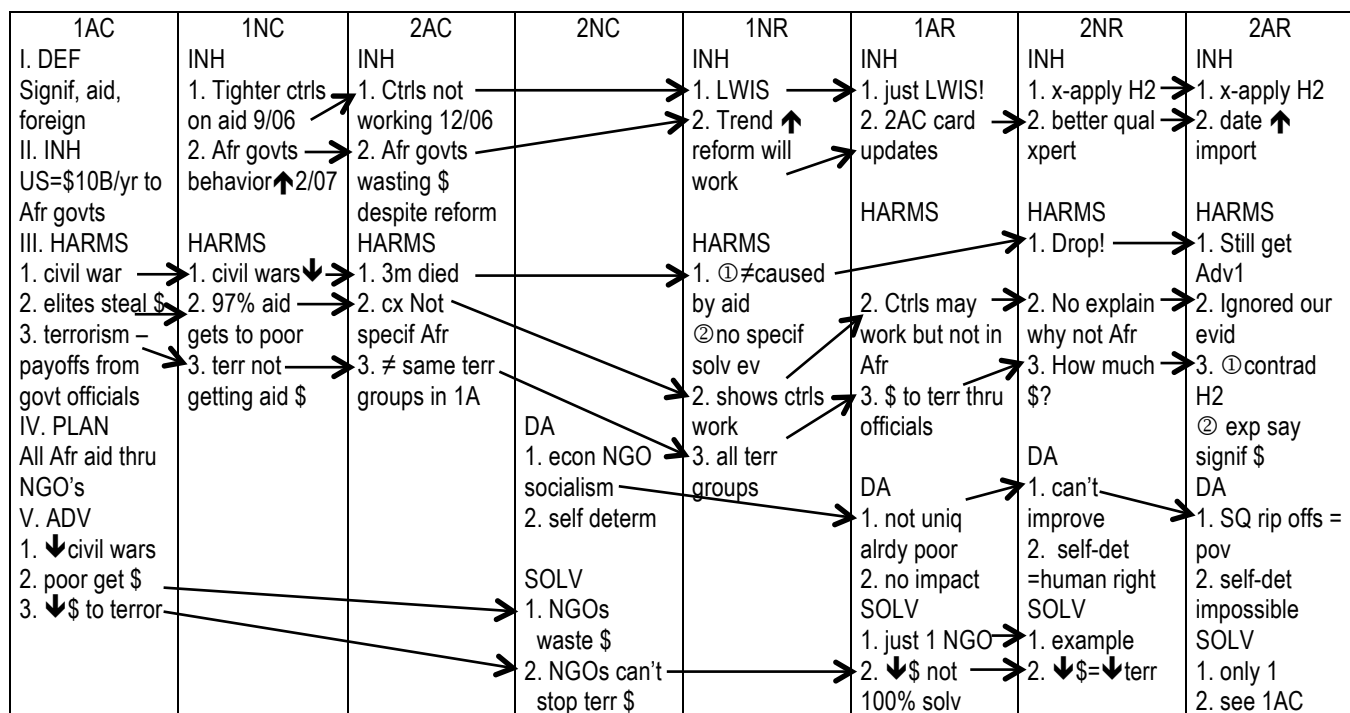 1AC
I. DEF
Signif, aid,
foreign
II. INH
US=$10B/yr to
Afr govts
III. HARMS
1. civil war
2. elites steal $
3. terrorism –
payoffs from
govt officials
IV. PLAN
All Afr aid thru
NGO's
V. ADV
1. ↓civil wars
2. poor get $
3. ↓$ to terror
1NC
INH
1. Tighter ctrls
on aid 9/06
2. Afr govts
behavior↑2/07
HARMS
1. civil wars↓
2. 97% aid
gets to poor
3. terr not
getting aid $
2AC
INH
1. Ctrls not
working 12/06
2. Afr govts
wasting $
despite reform
HARMS
1. 3m died
2. cx Not
specif Afr
3. ≠ same terr
groups in 1A
2NC
DA
1. econ NGO
socialism
2. self determ
SOLV
1. NGOs
waste $
2. NGOs can't
stop terr $
1NR
INH
1. LWIS
2. Trend ↑
reform will
work
HARMS
1. ①≠caused
by aid
②no specif
solv ev
2. shows ctrls
work
3. all terr
groups
1AR
INH
1. just LWIS!
2. 2AC card
updates
HARMS
2. Ctrls may
work but not in
Afr
3. $ to terr thru
officials
DA
1. not uniq
alrdy poor
2. no impact
SOLV
1. just 1 NGO
2. ↓$ not
100% solv
2NR
INH
1. x-apply H2
2. better qual
xpert
HARMS
1. Drop!
2. No explain
why not Afr
3. How much
$?
DA
1. can't
improve
2. self-det
=human right
SOLV
1. example
2. ↓$=↓terr
2AR
INH
1. x-apply H2
2. date ↑
import
HARMS
1. Still get
Adv1
2. Ignored our
evid
3. ①contrad
H2
② exp say
signif $
DA
1. SQ rip offs =
pov
2. self-det
impossible
SOLV
1. only 1
2. see 1AC